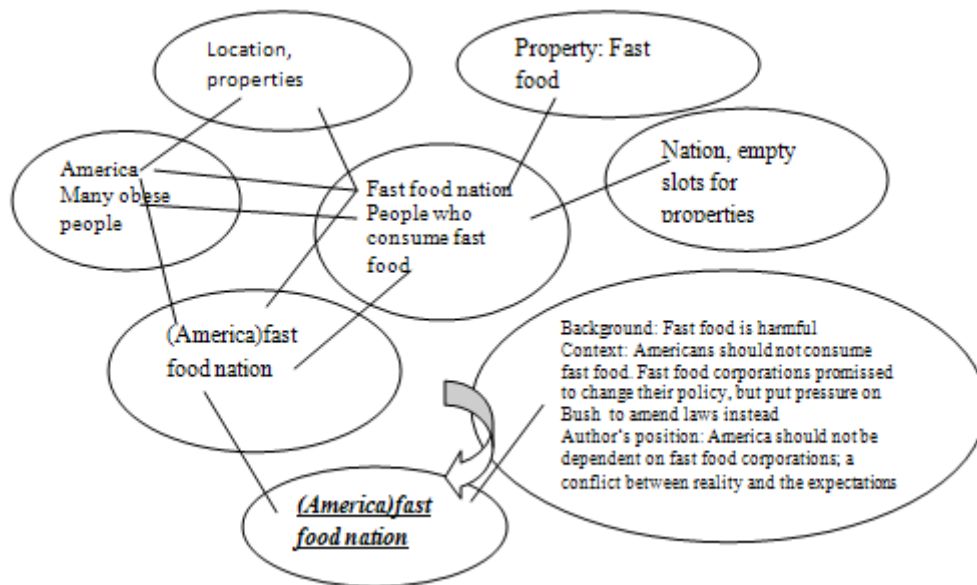 Location,
properties
Property: Fast
food
America
Many obese
people
Fast food nation
People who
consume fast
food
Nation, empty
slots for
properties
(America)fast
food nation
Background: Fast food is harmful
Context: Americans should not consume
fast food. Fast food corporations promissed
to change their policy, but put pressure on
Bush to amend laws instead
Author's position: America should not be
dependent on fast food corporations; a
conflict between reality and the expectations
(America)fast
food nation